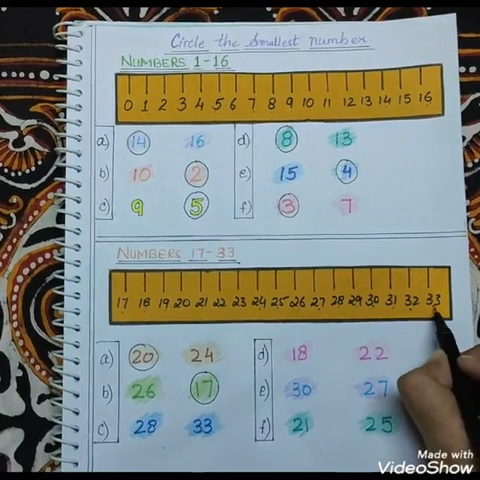 Circle the Smallest number
NUMBERS 1-16
0 1 2 3 4 5 6 7 8 9 10 11 12 13 14 15 16
a) 14 16 d) 8 13
b) 10 2 e) 15 4
c) 9 5 f) 3 7
NUMBERS 17-33
17 18 19 20 21 22 23 24 25 26 27 28 29 30 31 32 33
a) 20 24 d) 18 22
b) 26 17 e) 30 27
c) 28 33 f) 21 25
Made with
VideoShow